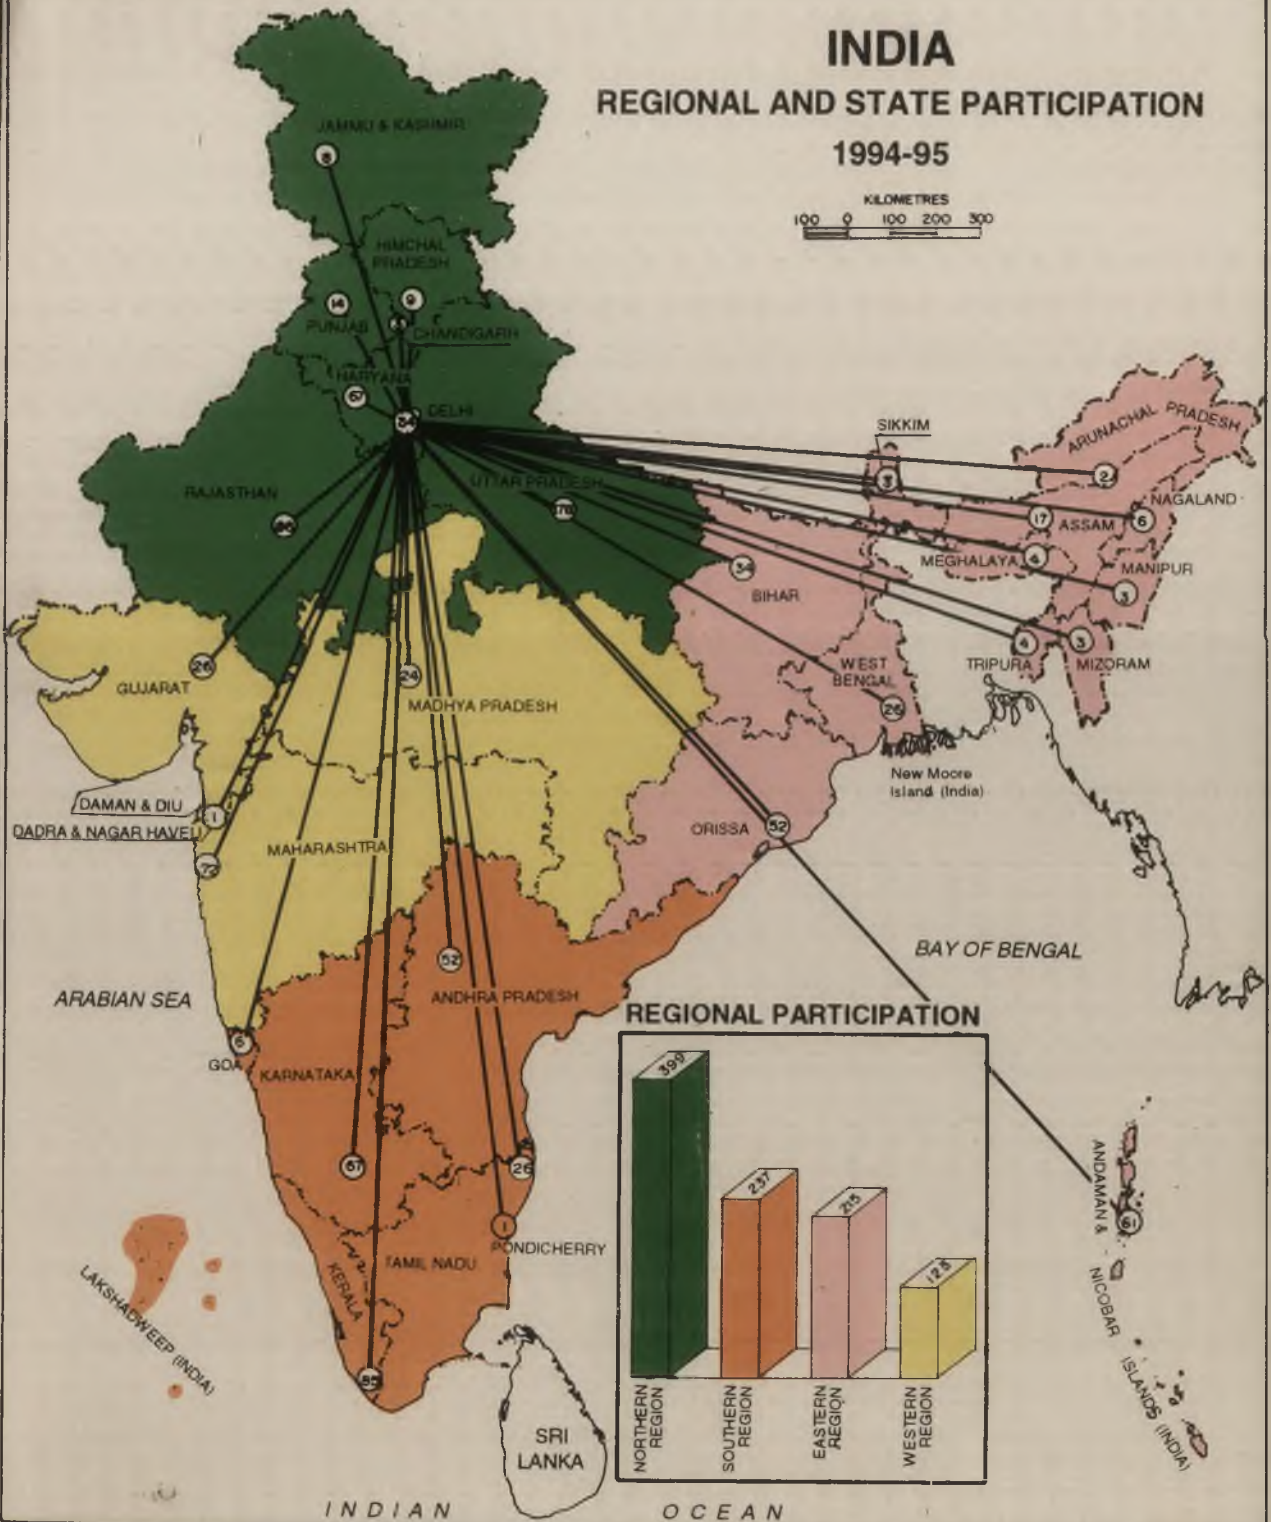 INDIA
REGIONAL AND STATE PARTICIPATION
1994-95
KILOMETRES
100 0 100 200 300
JAMMU & KASHMIR
8
HIMCHAL
PRADESH
14
9
PUNJAB
CHANDIGARH
HARYANA
67
DELHI
34
SIKKIM
3
ARUNACHAL PRADESH
2
RAJASTHAN
UTTAR PRADESH
NAGALAND
17
ASSAM
6
MEGHALAYA
4
MANIPUR
3
34
BIHAR
26
GUJARAT
24
MADHYA PRADESH
WEST
BENGAL
26
4
TRIPURA
3
MIZORAM
New Moore
Island (India)
DAMAN & DIU
1
DADRA & NAGAR HAVELI
72
MAHARASHTRA
ORISSA
52
52
ANDHRA PRADESH
ARABIAN SEA
BAY OF BENGAL
6
GOA
KARNATAKA
67
26
1
PONDICHERRY
TAMIL NADU
KERALA
LAKSHADWEEP (INDIA)
REGIONAL PARTICIPATION
399
237
215
125
NORTHERN
REGION
SOUTHERN
REGION
EASTERN
REGION
WESTERN
REGION
ANDAMAN &
61
NICOBAR
ISLANDS (INDIA)
SRI
LANKA
INDIAN OCEAN